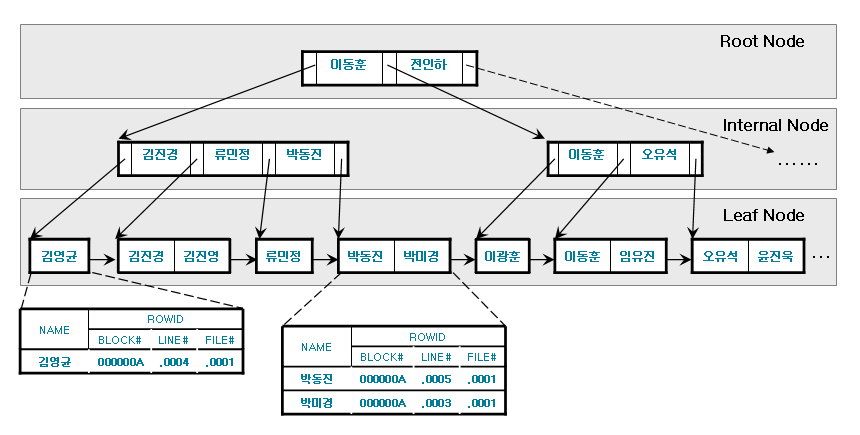 Root Node
이동훈 전인하
Internal Node
김진경 류민정 박동진 이동훈 오유석 ······
Leaf Node
김영균 김진경 김진영 류민정 박동진 박미경 이광훈 이동훈 임유진 오유석 윤진욱 ···
NAME ROWID
BLOCK# LINE# FILE#
김영균 000000A .0004 .0001
NAME ROWID
BLOCK# LINE# FILE#
박동진 000000A .0005 .0001
박미경 000000A .0003 .0001